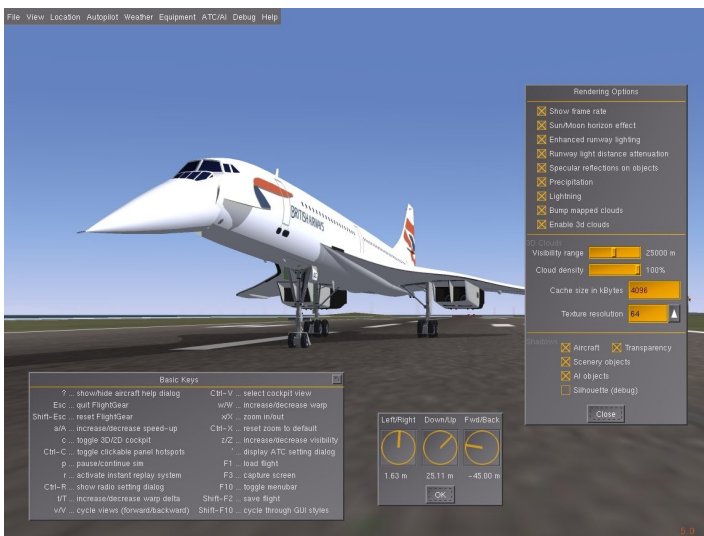 File View Location Autopilot Weather Equipment ATC/AI Debug Help
BRITISH AIRWAYS
Rendering Options
Show frame rate
Sun/Moon horizon effect
Enhanced runway lighting
Runway light distance attenuation
Specular reflections on objects
Precipitation
Lightning
Bump mapped clouds
Enable 3d clouds
3D Clouds
Visibility range 25000 m
Cloud density 100%
Cache size in kBytes 4096
Texture resolution 64
Shadows
Aircraft Transparency
Scenery objects
AI objects
Silhouette (debug)
Close
Basic Keys
? ... show/hide aircraft help dialog Ctrl-V ... select cockpit view
Esc ... quit FlightGear w/W ... increase/decrease warp
Shift-Esc ... reset FlightGear x/X ... zoom in/out
a/A ... increase/decrease speed-up Ctrl-X ... reset zoom to default
c ... toggle 3D/2D cockpit z/Z ... increase/decrease visibility
Ctrl-C ... toggle clickable panel hotspots ' ... display ATC setting dialog
p ... pause/continue sim F1 ... load flight
r ... activate instant replay system F3 ... capture screen
Ctrl-R ... show radio setting dialog F10 ... toggle menubar
t/T ... increase/decrease warp delta Shift-F2 ... save flight
v/V ... cycle views (forward/backward) Shift-F10 ... cycle through GUI styles
Left/Right Down/Up Fwd/Back
1.63 m 25.11 m -45.00 m
OK
5.0